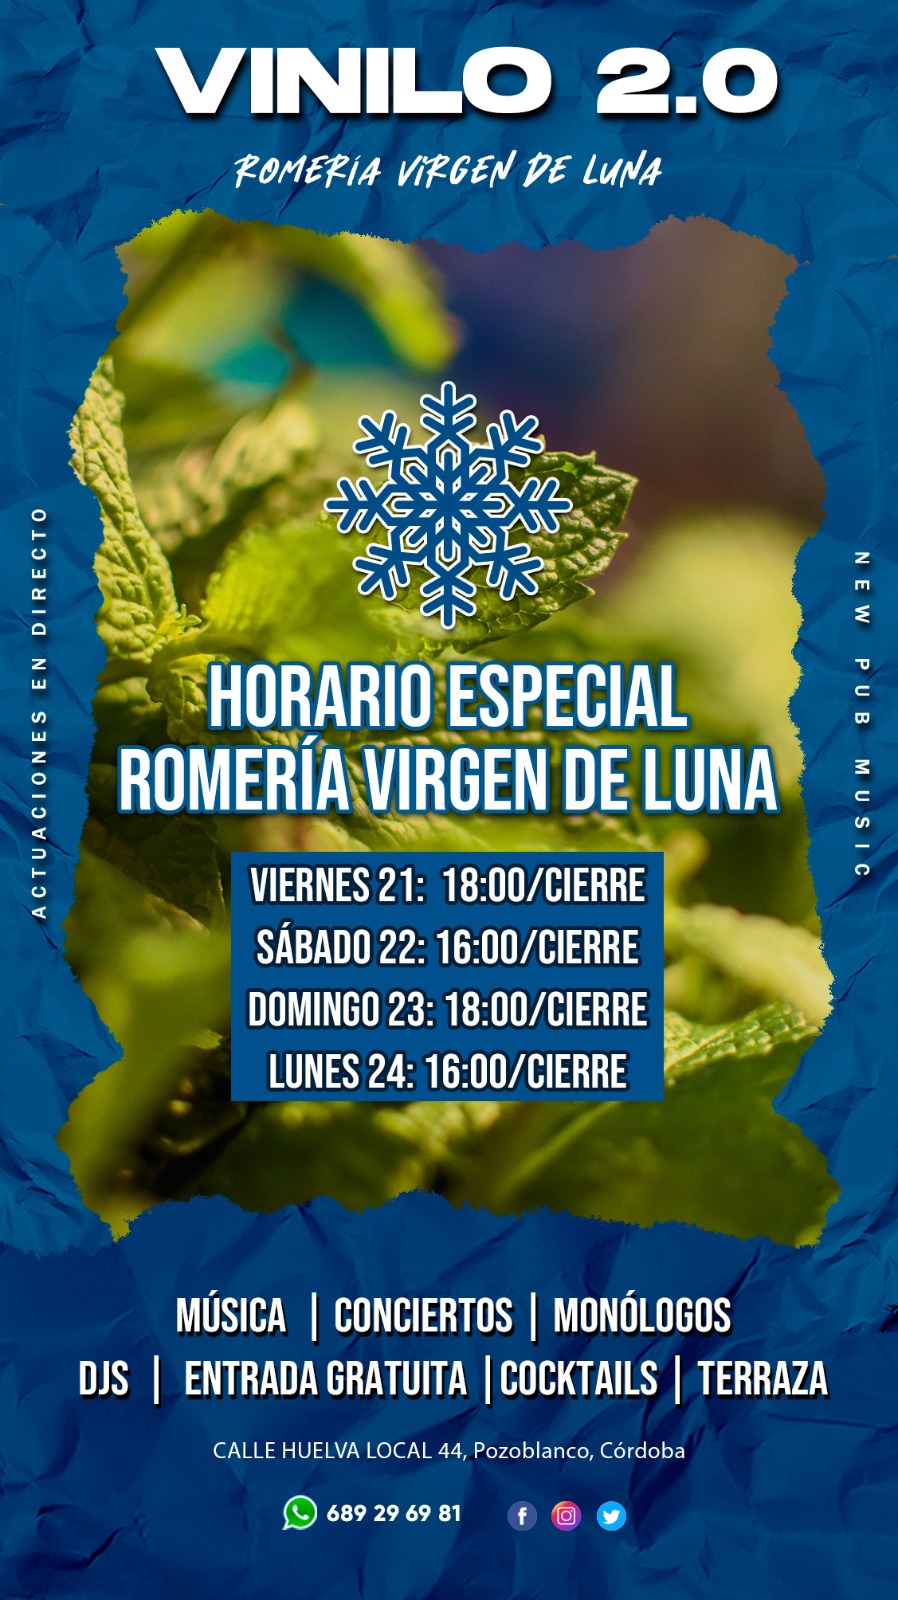 VINILO 2.0
ROMERÍA VIRGEN DE LUNA
ACTUACIONES EN DIRECTO
NEW PUB MUSIC
HORARIO ESPECIAL
ROMERÍA VIRGEN DE LUNA
VIERNES 21: 18:00/CIERRE
SÁBADO 22: 16:00/CIERRE
DOMINGO 23: 18:00/CIERRE
LUNES 24: 16:00/CIERRE
MÚSICA | CONCIERTOS | MONÓLOGOS
DJS | ENTRADA GRATUITA | COCKTAILS | TERRAZA
CALLE HUELVA LOCAL 44, Pozoblanco, Córdoba
689 29 69 81